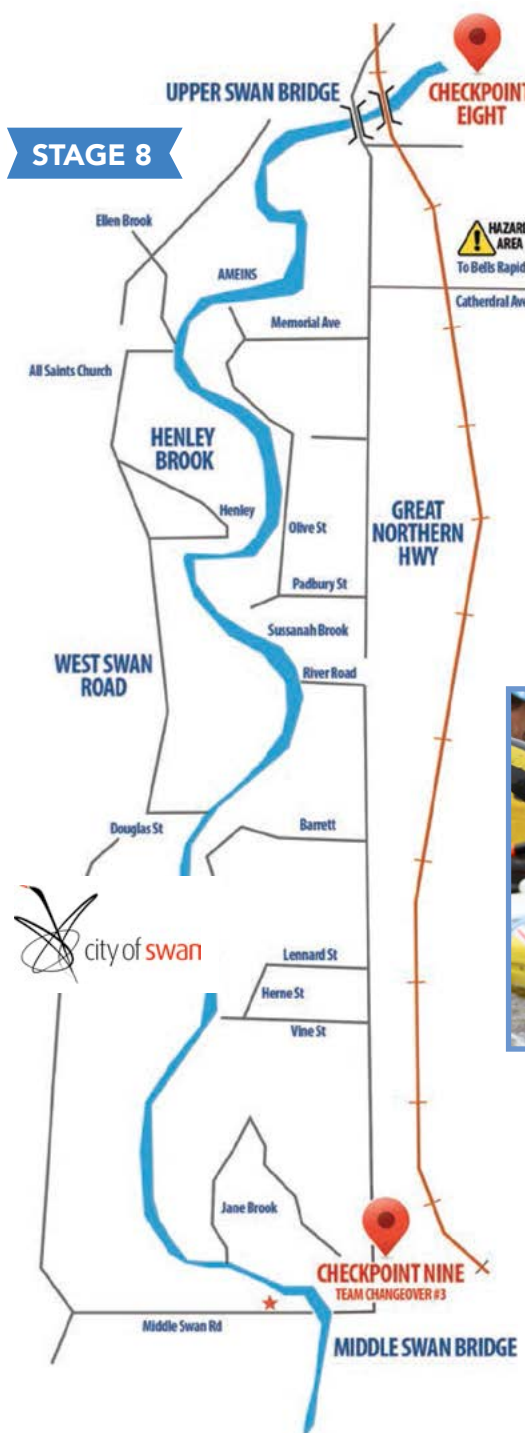 UPPER SWAN BRIDGE
CHECKPOINT
EIGHT
STAGE 8
Ellen Brook
HAZARD
AREA
To Bells Rapid
AMEINS
Catherdral Ave
Memorial Ave
All Saints Church
HENLEY
BROOK
GREAT
NORTHERN
HWY
Henley
Olive St
Padbury St
Sussanah Brook
WEST SWAN
ROAD
River Road
Douglas St
Barrett
city of swan
Lennard St
Herne St
Vine St
Jane Brook
CHECKPOINT NINE
TEAM CHANGEOVER #3
Middle Swan Rd
MIDDLE SWAN BRIDGE